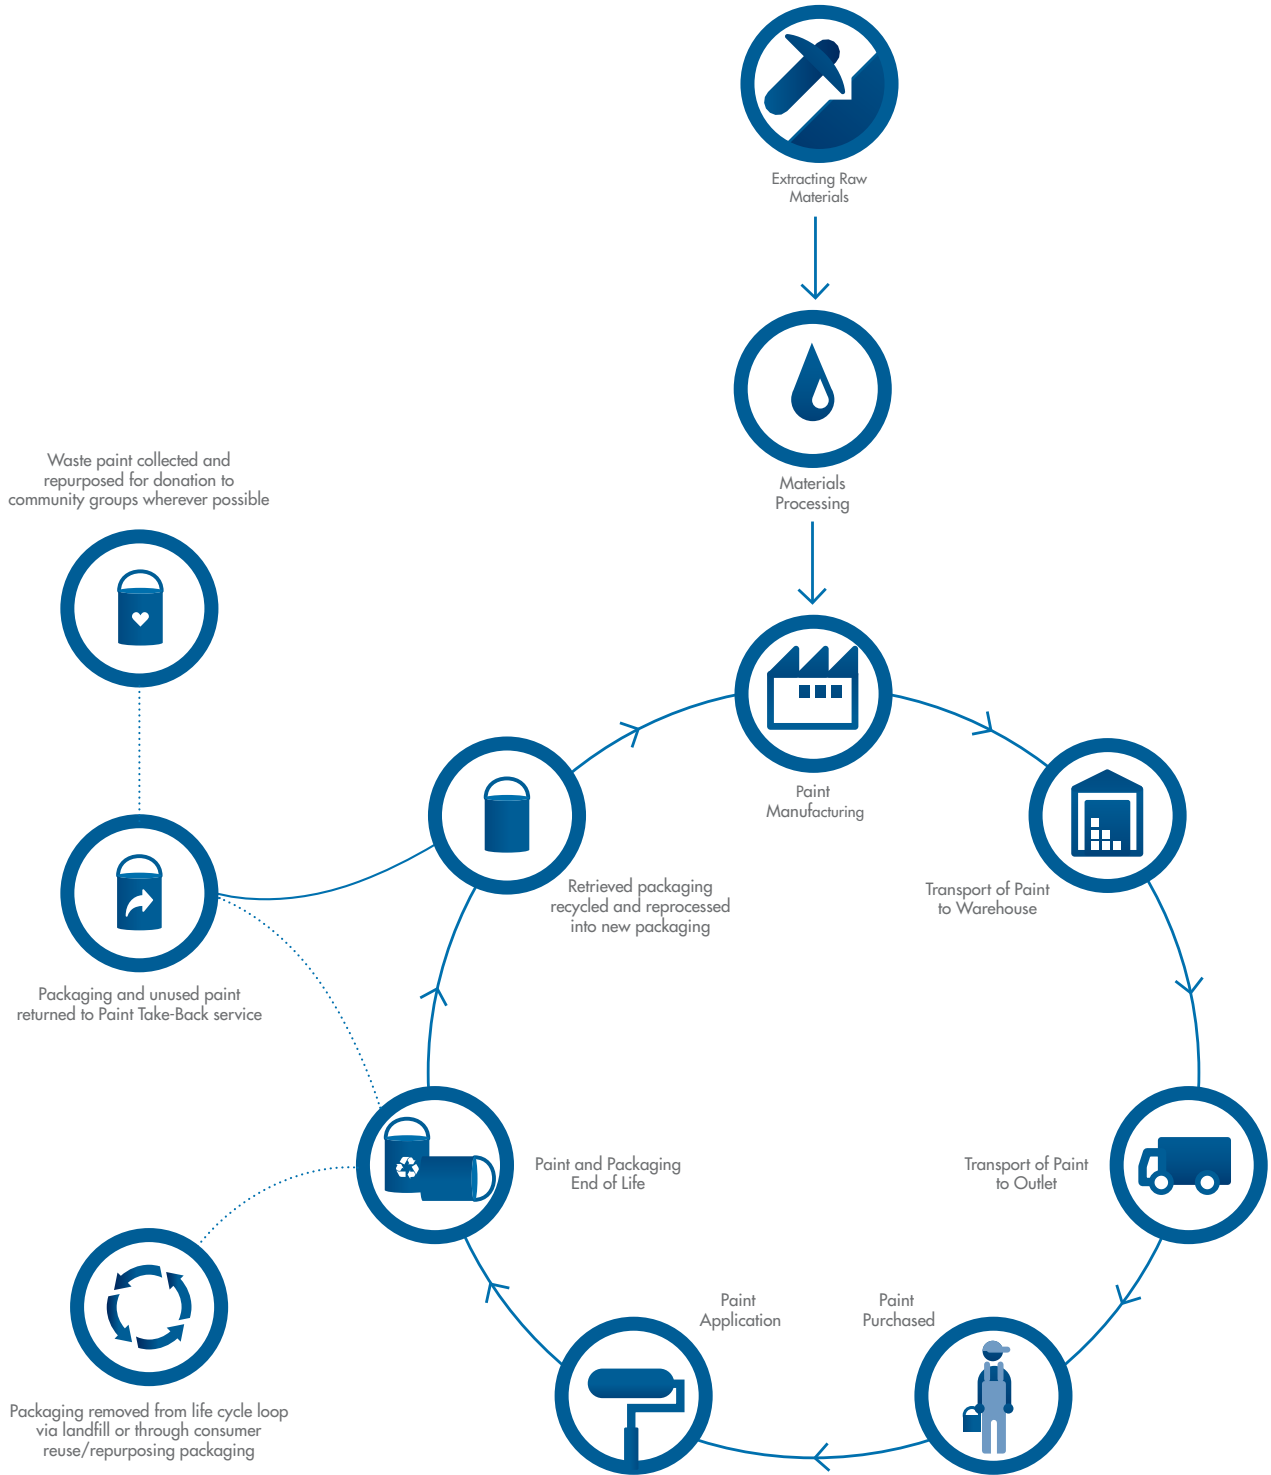 Extracting Raw
Materials
Materials
Processing
Waste paint collected and
repurposed for donation to
community groups wherever possible
Paint
Manufacturing
Retrieved packaging
recycled and reprocessed
into new packaging
Transport of Paint
to Warehouse
Packaging and unused paint
returned to Paint Take-Back service
Paint and Packaging
End of Life
Transport of Paint
to Outlet
Paint
Application
Paint
Purchased
Packaging removed from life cycle loop
via landfill or through consumer
reuse/repurposing packaging